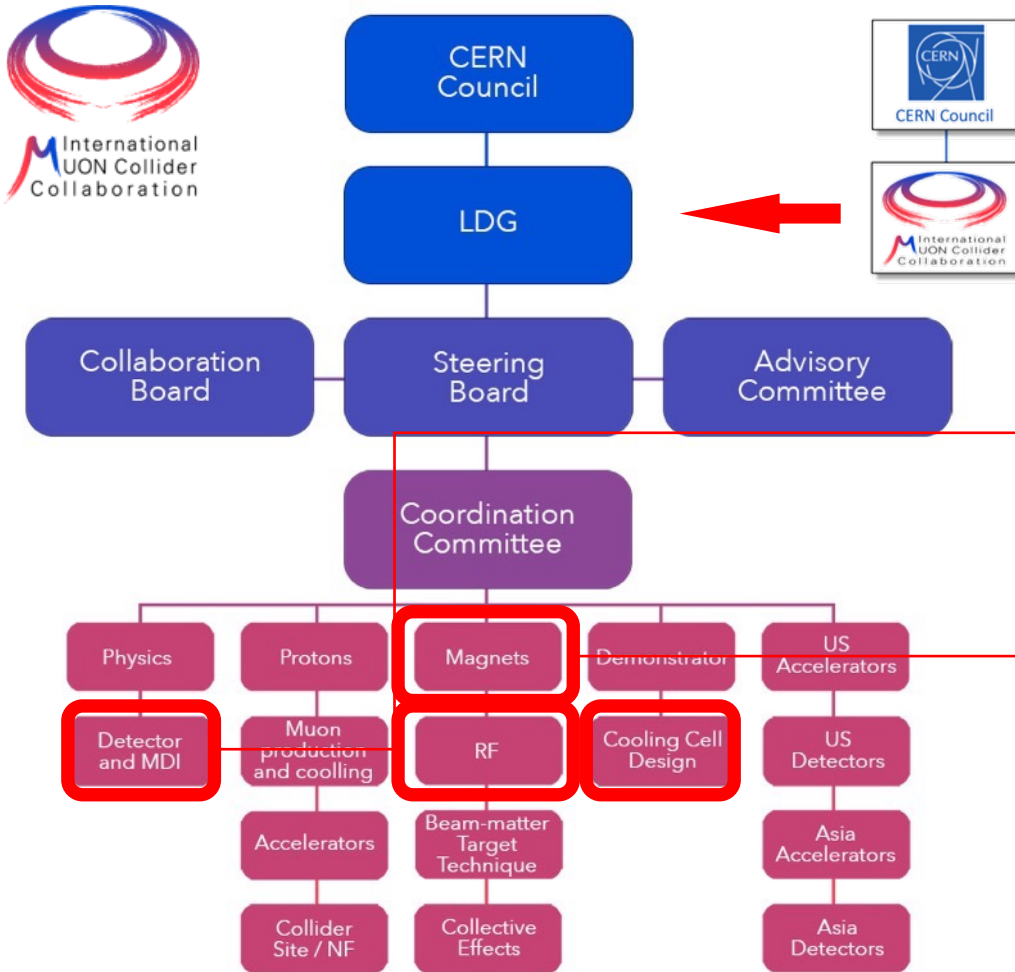 International
MUON Collider
Collaboration
CERN
Council
CERN
CERN Council
LDG
International
MUON Collider
Collaboration
Collaboration
Board
Steering
Board
Advisory
Committee
Coordination
Committee
Physics
Protons
Magnets
Demonstrator
US
Accelerators
Detector
and MDI
Muon
production
and coolling
RF
Cooling Cell
Design
US
Detectors
Accelerators
Beam-matter
Target
Technique
Asia
Accelerators
Collider
Site / NF
Collective
Effects
Asia
Detectors